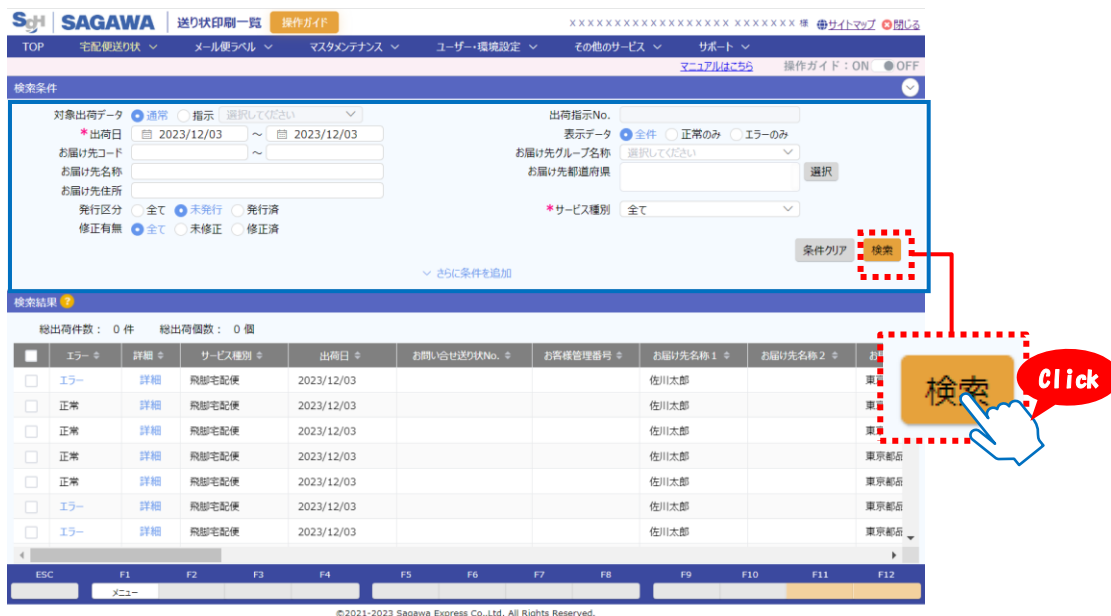 SGH SAGAWA 送り状印刷一覧 操作ガイド xxxxxxxxxxxxxxxxxx xxxxxxx 様 サイトマップ 閉じる
TOP 宅配便送り状 メール便ラベル マスタメンテナンス ユーザー・環境設定 その他のサービス サポート
マニュアルはこちら 操作ガイド：ON OFF
検索条件
対象出荷データ 通常 指示 選択してください 出荷指示No.
*出荷日 2023/12/03 ～ 2023/12/03 表示データ 全件 正常のみ エラーのみ
お届け先コード ～ お届け先グループ名称 選択してください
お届け先名称 お届け先都道府県 選択
お届け先住所
発行区分 全て 未発行 発行済 *サービス種別 全て
修正有無 全て 未修正 修正済
条件クリア 検索
さらに条件を追加
検索結果 ?
総出荷件数： 0 件 総出荷個数： 0 個
エラー 詳細 サービス種別 出荷日 お問い合せ送り状No. お客様管理番号 お届け先名称１ お届け先名称２ お
エラー 詳細 飛脚宅配便 2023/12/03 佐川太郎 東京
正常 詳細 飛脚宅配便 2023/12/03 佐川太郎 東京
正常 詳細 飛脚宅配便 2023/12/03 佐川太郎 東京
正常 詳細 飛脚宅配便 2023/12/03 佐川太郎 東京都品
正常 詳細 飛脚宅配便 2023/12/03 佐川太郎 東京都品
エラー 詳細 飛脚宅配便 2023/12/03 佐川太郎 東京都品
エラー 詳細 飛脚宅配便 2023/12/03 佐川太郎 東京都品
検索
Click
ESC F1 F2 F3 F4 F5 F6 F7 F8 F9 F10 F11 F12
メニュー
©2021-2023 Sagawa Express Co.,Ltd. All Rights Reserved.